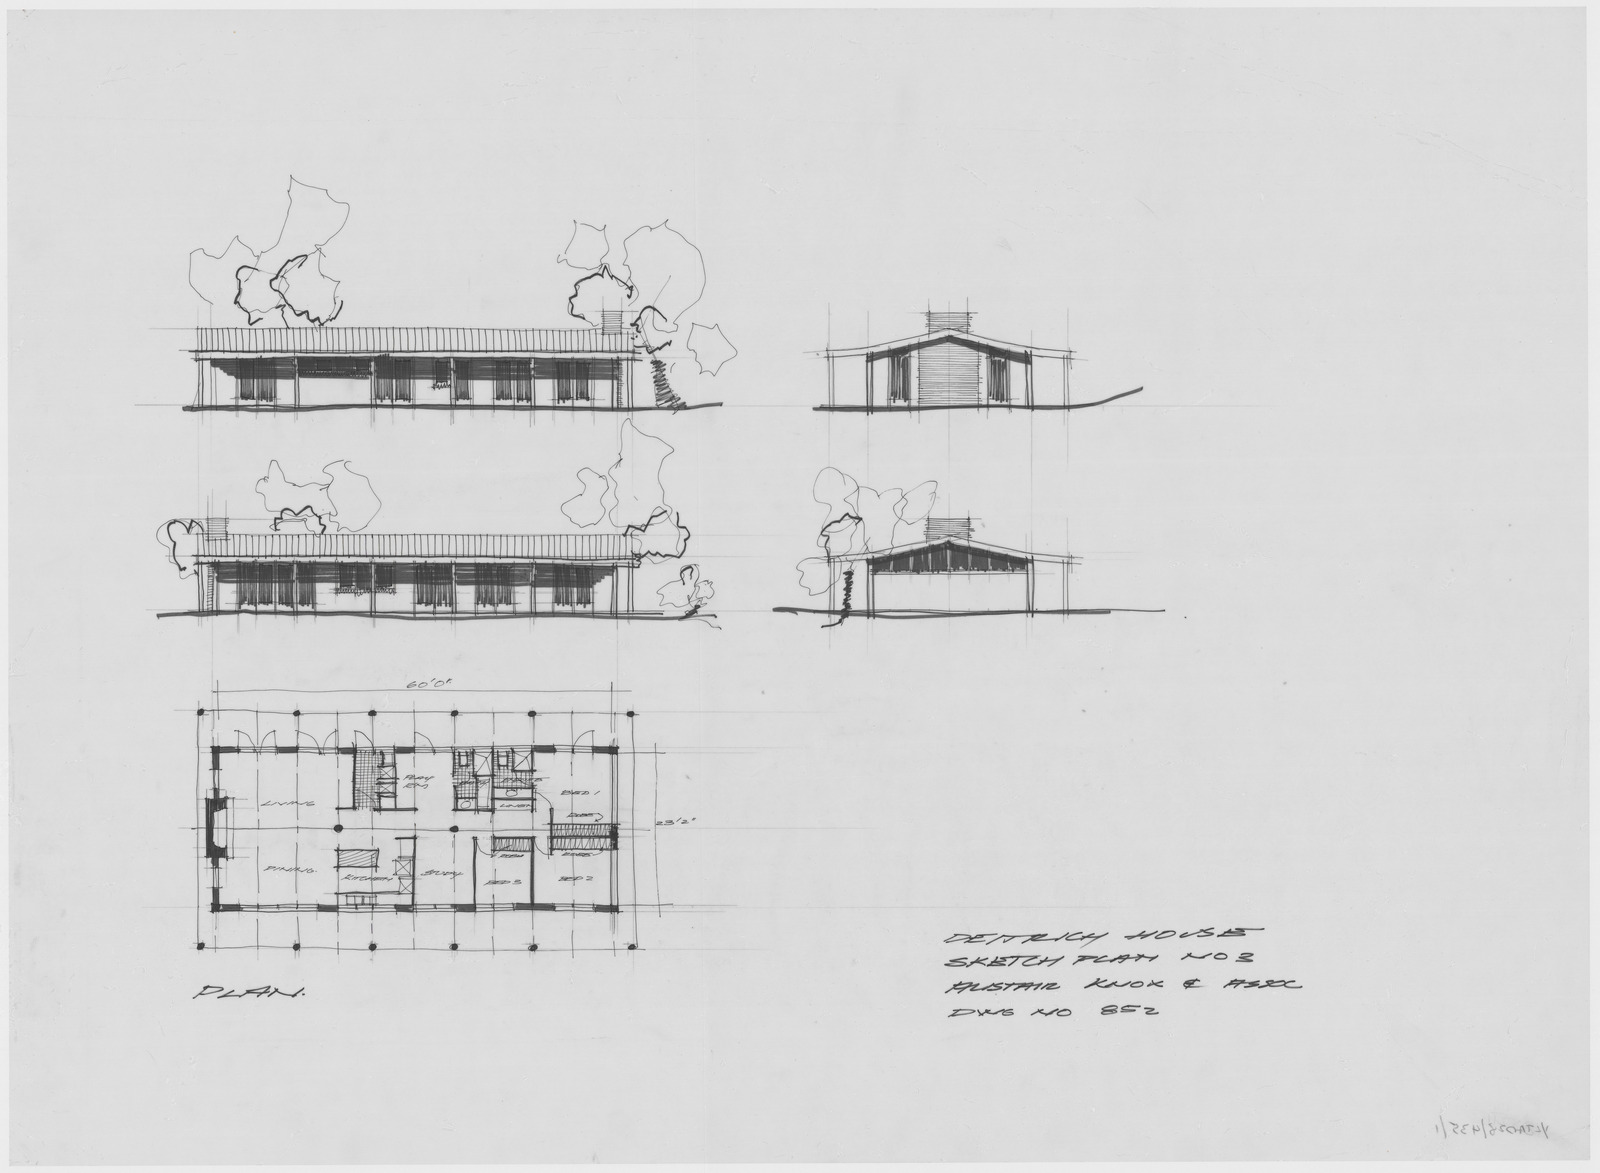 60'0"
PLAY
RM
LIVING
BED 1
LINEN
23'2"
DINING
KITCHEN
STUDY
BED 3
BED 2
PLAN.
DEITRICH HOUSE
SKETCH PLAN NO 3
ALISTAIR KNOX & ASSOC
DWG NO 852